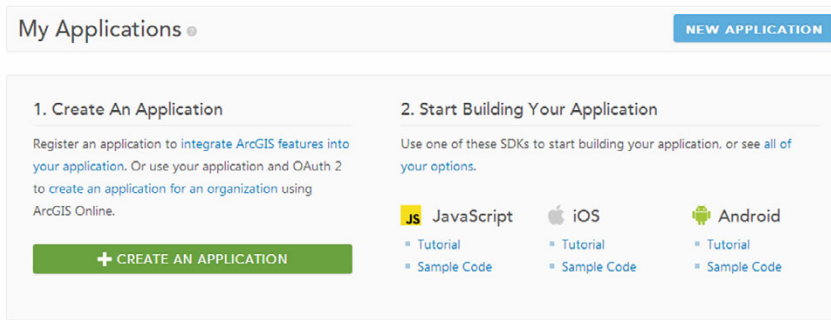 My Applications
NEW APPLICATION
1. Create An Application
Register an application to integrate ArcGIS features into
your application. Or use your application and OAuth 2
to create an application for an organization using
ArcGIS Online.
+ CREATE AN APPLICATION
2. Start Building Your Application
Use one of these SDKs to start building your application, or see all of
your options.
JS JavaScript
Tutorial
Sample Code
iOS
Tutorial
Sample Code
Android
Tutorial
Sample Code